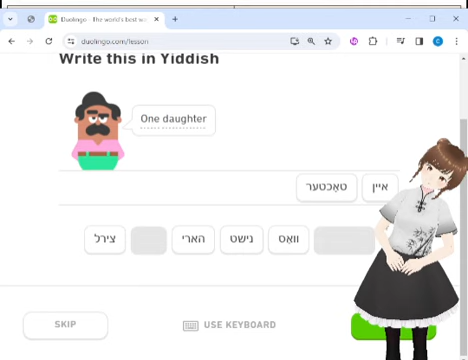 Duolingo - The world's best wa
duolingo.com/lesson
Write this in Yiddish
One daughter
איין טאָכטער
וואָס נישט הארי צירל
SKIP
USE KEYBOARD